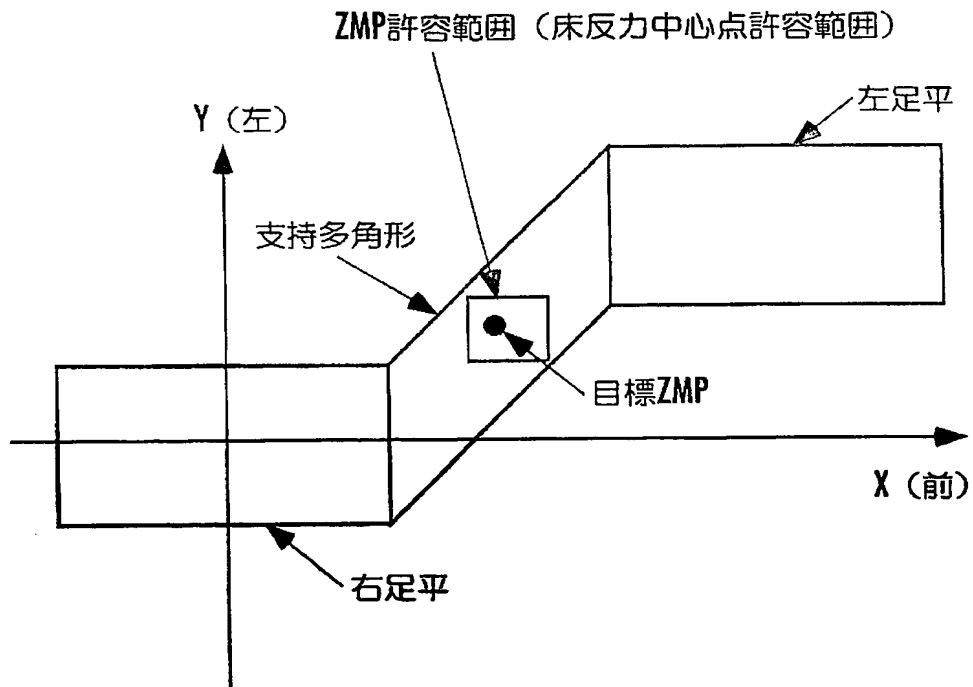 ZMP許容範囲（床反力中心点許容範囲）
左足平
Y（左）
支持多角形
目標ZMP
X（前）
右足平